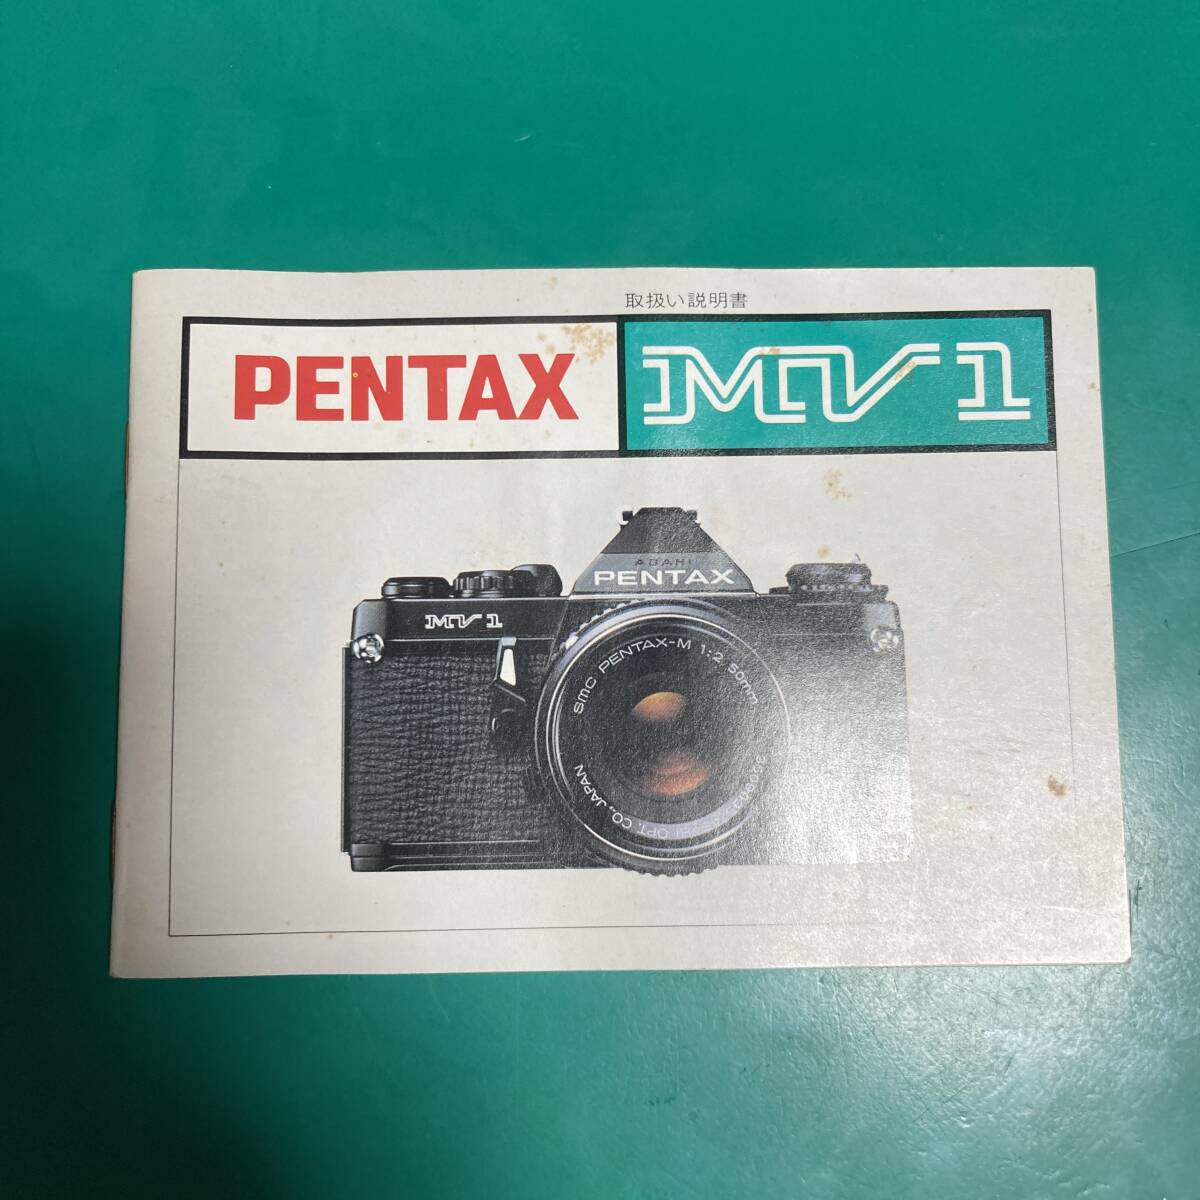 取扱い説明書
PENTAX MV1
ASAHI
PENTAX
MV1
SMC PENTAX-M 1:2 50mm
OPT. CO., JAPAN